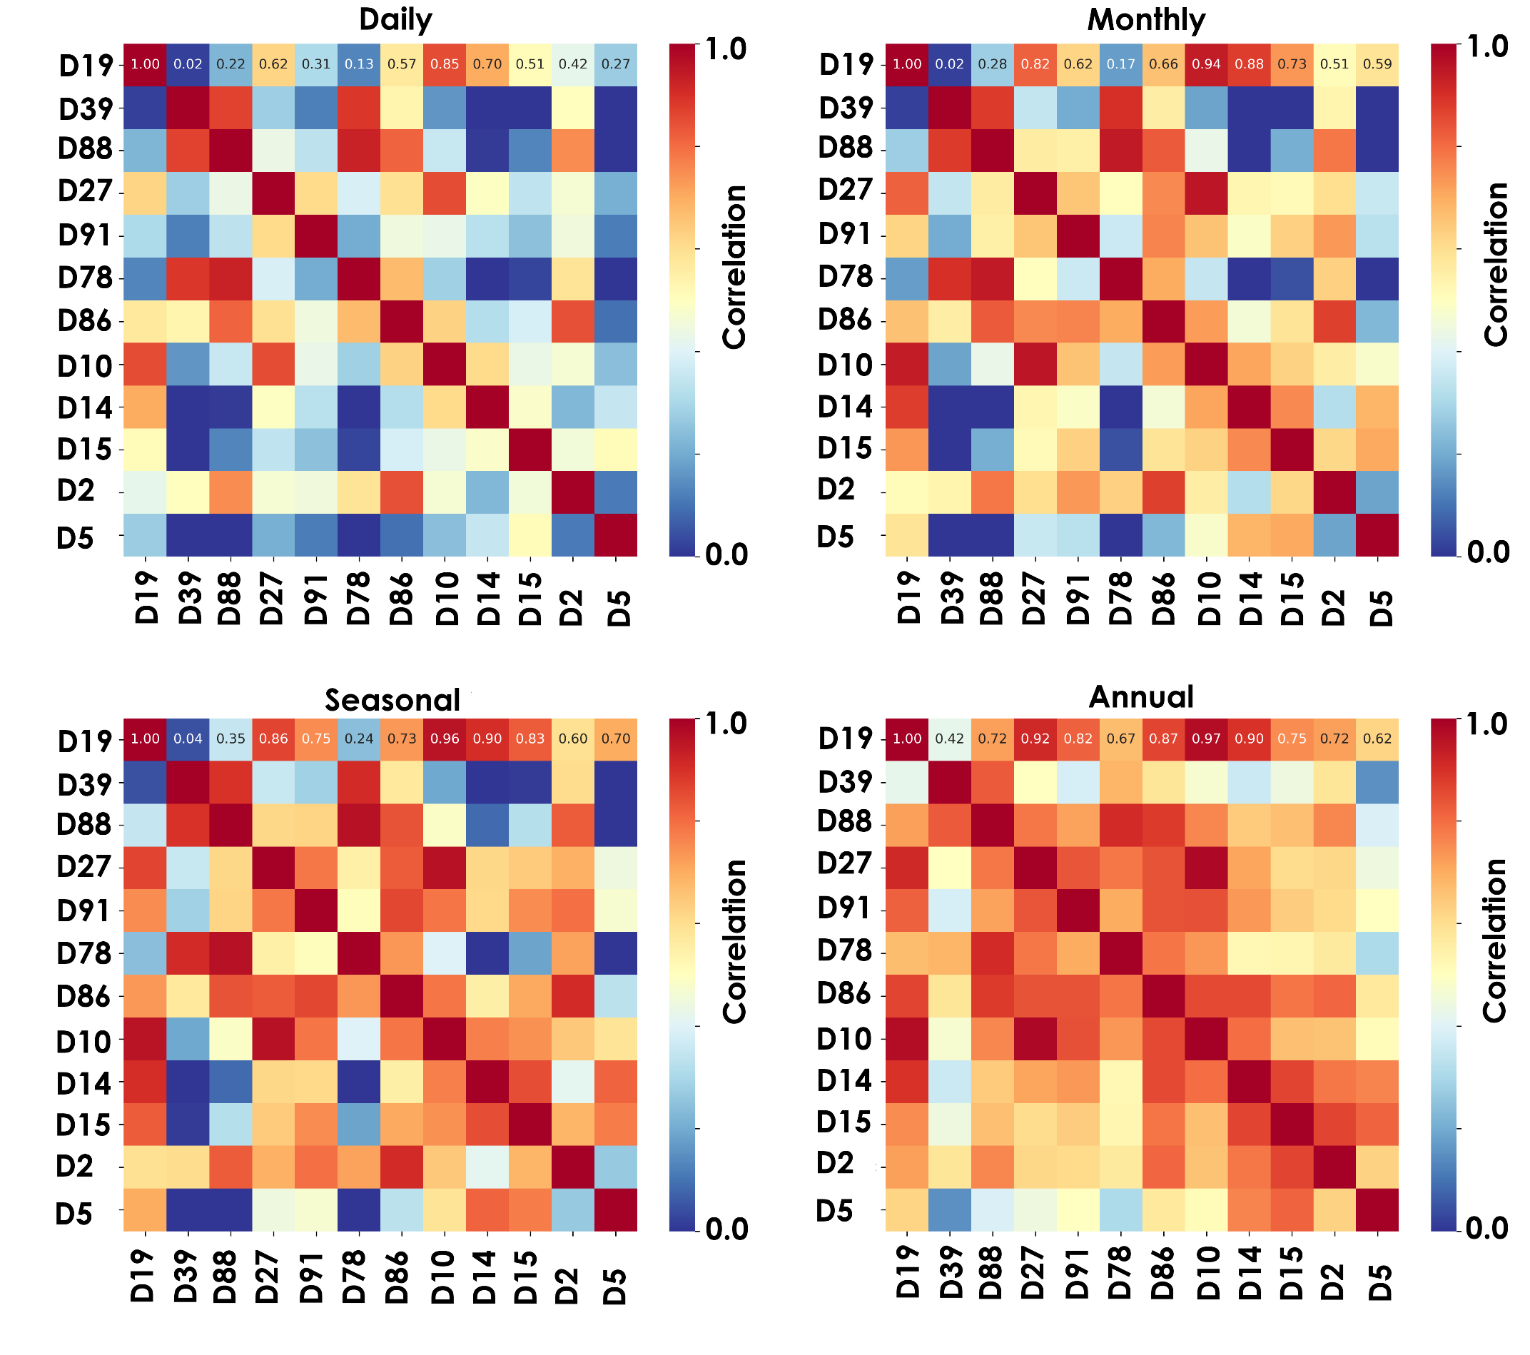 Daily
D19 1.00 0.02 0.22 0.62 0.31 0.13 0.57 0.85 0.70 0.51 0.42 0.27
D39
D88
D27
D91
D78
D86
D10
D14
D15
D2
D5
D19 D39 D88 D27 D91 D78 D86 D10 D14 D15 D2 D5
1.0
Correlation
0.0
Monthly
D19 1.00 0.02 0.28 0.82 0.62 0.17 0.66 0.94 0.88 0.73 0.51 0.59
D39
D88
D27
D91
D78
D86
D10
D14
D15
D2
D5
D19 D39 D88 D27 D91 D78 D86 D10 D14 D15 D2 D5
1.0
Correlation
0.0
Seasonal
D19 1.00 0.04 0.35 0.86 0.75 0.24 0.73 0.96 0.90 0.83 0.60 0.70
D39
D88
D27
D91
D78
D86
D10
D14
D15
D2
D5
D19 D39 D88 D27 D91 D78 D86 D10 D14 D15 D2 D5
1.0
Correlation
0.0
Annual
D19 1.00 0.42 0.72 0.92 0.82 0.67 0.87 0.97 0.90 0.75 0.72 0.62
D39
D88
D27
D91
D78
D86
D10
D14
D15
D2
D5
D19 D39 D88 D27 D91 D78 D86 D10 D14 D15 D2 D5
1.0
Correlation
0.0